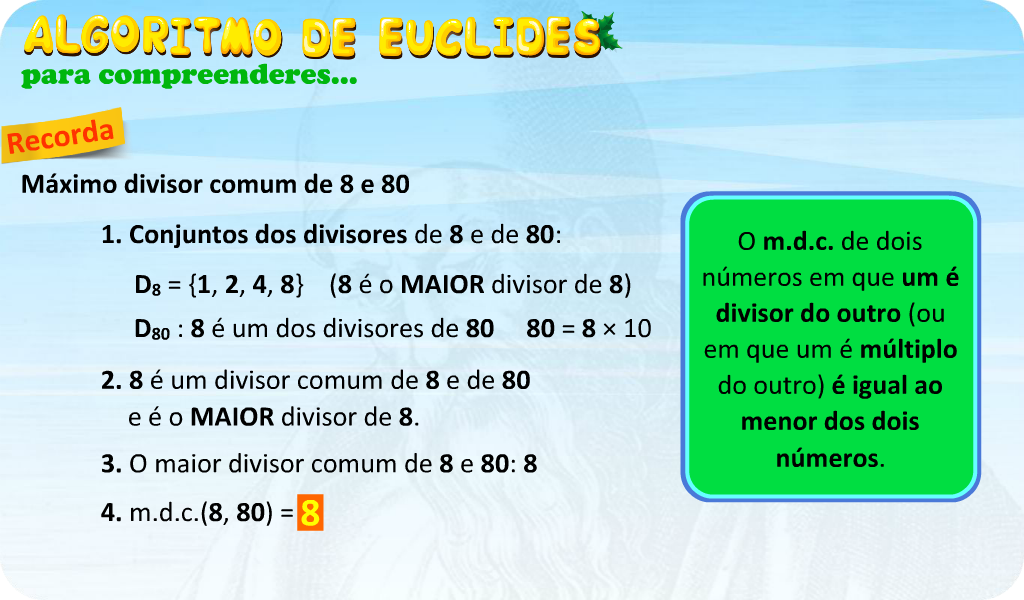 ALGORITMO DE EUCLIDES
para compreenderes...
Recorda
Máximo divisor comum de 8 e 80
1. Conjuntos dos divisores de 8 e de 80:
D₈ = {1, 2, 4, 8} (8 é o MAIOR divisor de 8)
D₈₀ : 8 é um dos divisores de 80 80 = 8 × 10
2. 8 é um divisor comum de 8 e de 80
e é o MAIOR divisor de 8.
3. O maior divisor comum de 8 e 80: 8
4. m.d.c.(8, 80) = 8
O m.d.c. de dois
números em que um é
divisor do outro (ou
em que um é múltiplo
do outro) é igual ao
menor dos dois
números.